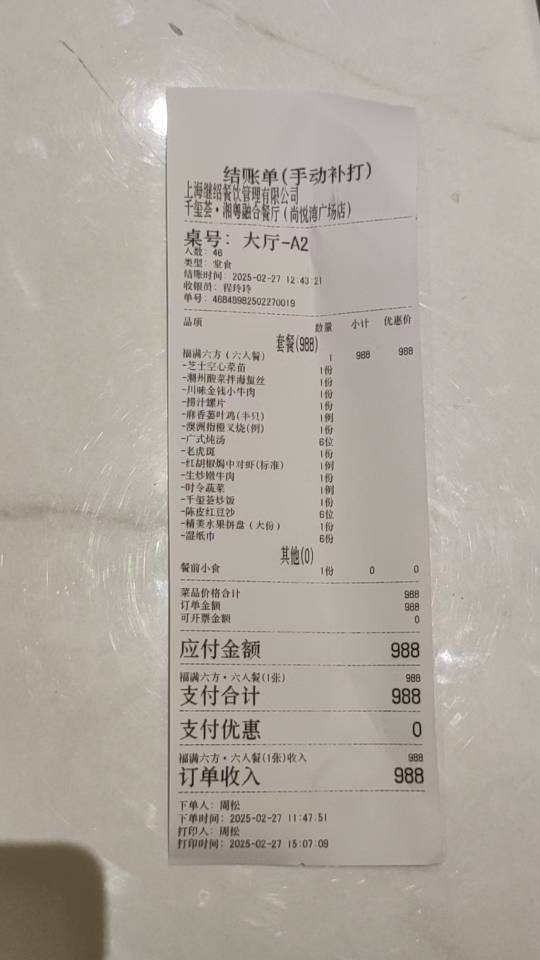 结账单(手动补打)
上海继绍餐饮管理有限公司
千玺荟·湘粤融合餐厅(尚悦湾广场店)
桌号: 大厅-A2
人数: 46
类型: 堂食
结账时间: 2025-02-27 12:43:21
收银员: 程玲玲
单号: 46849982502270019
品项 数量 小计 优惠价
套餐(988)
福满六方(六人餐) 1 988 988
-芝士空心菜苗 1份
-潮州酸菜拌海蜇丝 1份
-川味金钱小牛肉 1份
-捞汁螺片 1份
-麻香葱叶鸡(半只) 1例
-澳洲指橙叉烧(例) 1份
-广式炖汤 6位
-老虎斑 1份
-红胡椒焗中对虾(标准) 1例
-生炒嫩牛肉 1份
-时令蔬菜 1例
-千玺荟炒饭 1份
-陈皮红豆沙 6位
-精美水果拼盘(大份) 1份
-湿纸巾 6份
其他(0)
餐前小食 1份 0 0
菜品价格合计 988
订单金额 988
可开票金额 0
应付金额 988
福满六方·六人餐(1张) 988
支付合计 988
支付优惠 0
福满六方·六人餐(1张)收入 988
订单收入 988
下单人: 周松
下单时间: 2025-02-27 11:47:51
打印人: 周松
打印时间: 2025-02-27 15:07:09